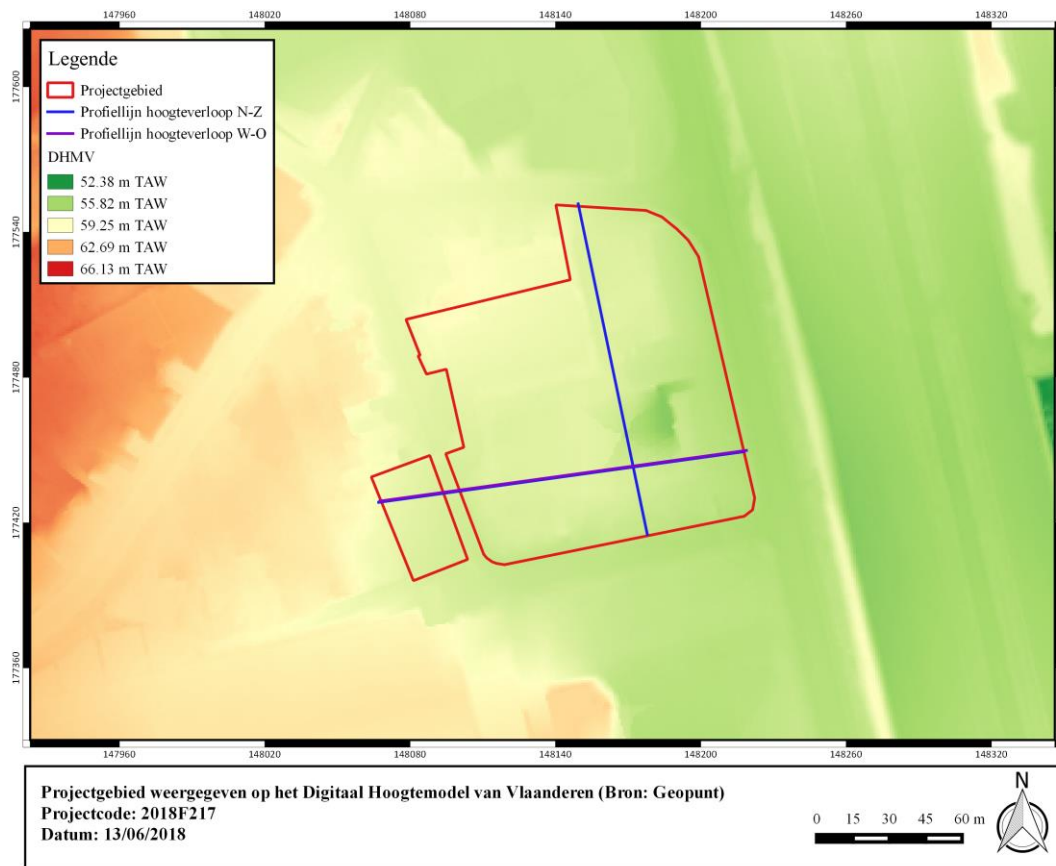 147960 148020 148080 148140 148200 148260 148320
Legende
Projectgebied
Profiellijn hoogteverloop N-Z
Profiellijn hoogteverloop W-O
DHMV
52.38 m TAW
55.82 m TAW
59.25 m TAW
62.69 m TAW
66.13 m TAW
177600
177540
177480
177420
177360
147960 148020 148080 148140 148200 148260 148320
Projectgebied weergegeven op het Digitaal Hoogtemodel van Vlaanderen (Bron: Geopunt)
Projectcode: 2018F217
Datum: 13/06/2018
0 15 30 45 60 m
N